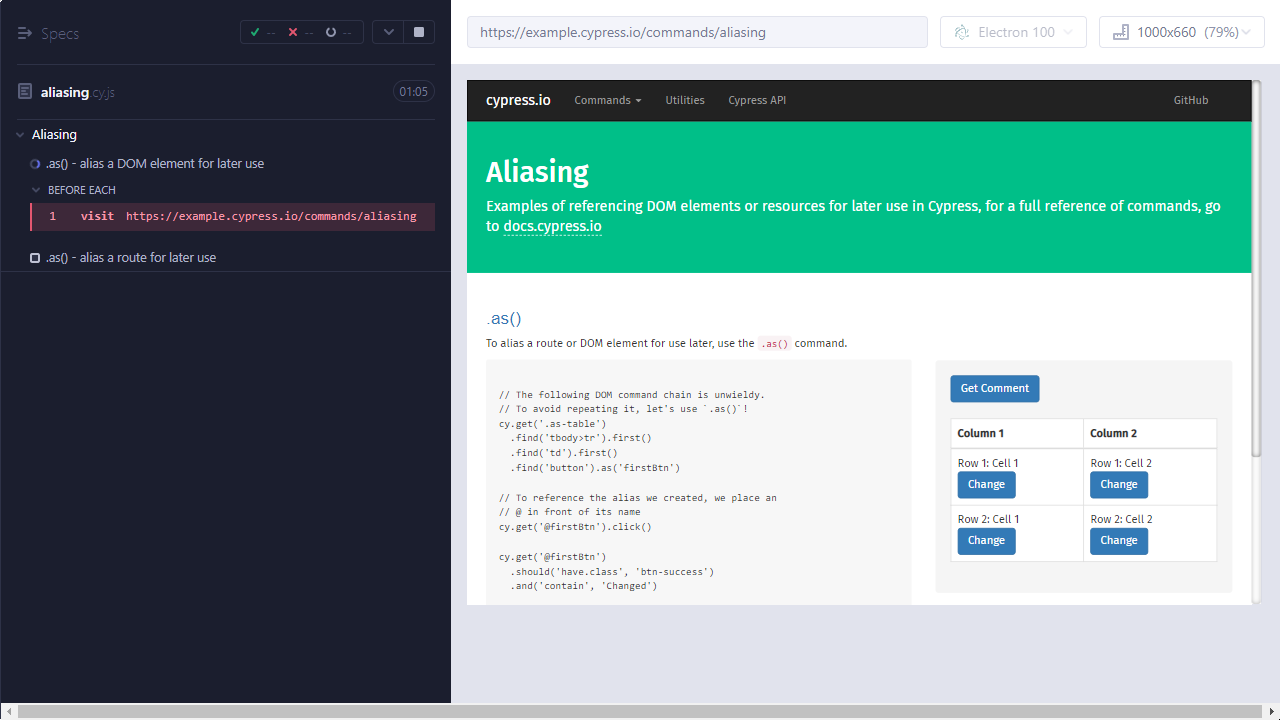 Specs
-- -- --
aliasing.cy.js
01:05
Aliasing
.as() - alias a DOM element for later use
BEFORE EACH
1 visit https://example.cypress.io/commands/aliasing
.as() - alias a route for later use
https://example.cypress.io/commands/aliasing
Electron 100
1000x660 (79%)
cypress.io Commands Utilities Cypress API GitHub
Aliasing
Examples of referencing DOM elements or resources for later use in Cypress, for a full reference of commands, go
to docs.cypress.io
.as()
To alias a route or DOM element for use later, use the .as() command.
// The following DOM command chain is unwieldy.
// To avoid repeating it, let's use `.as()`!
cy.get('.as-table')
.find('tbody>tr').first()
.find('td').first()
.find('button').as('firstBtn')
// To reference the alias we created, we place an
// @ in front of its name
cy.get('@firstBtn').click()
cy.get('@firstBtn')
.should('have.class', 'btn-success')
.and('contain', 'Changed')
Get Comment
Column 1 Column 2
Row 1: Cell 1 Row 1: Cell 2
Change Change
Row 2: Cell 1 Row 2: Cell 2
Change Change